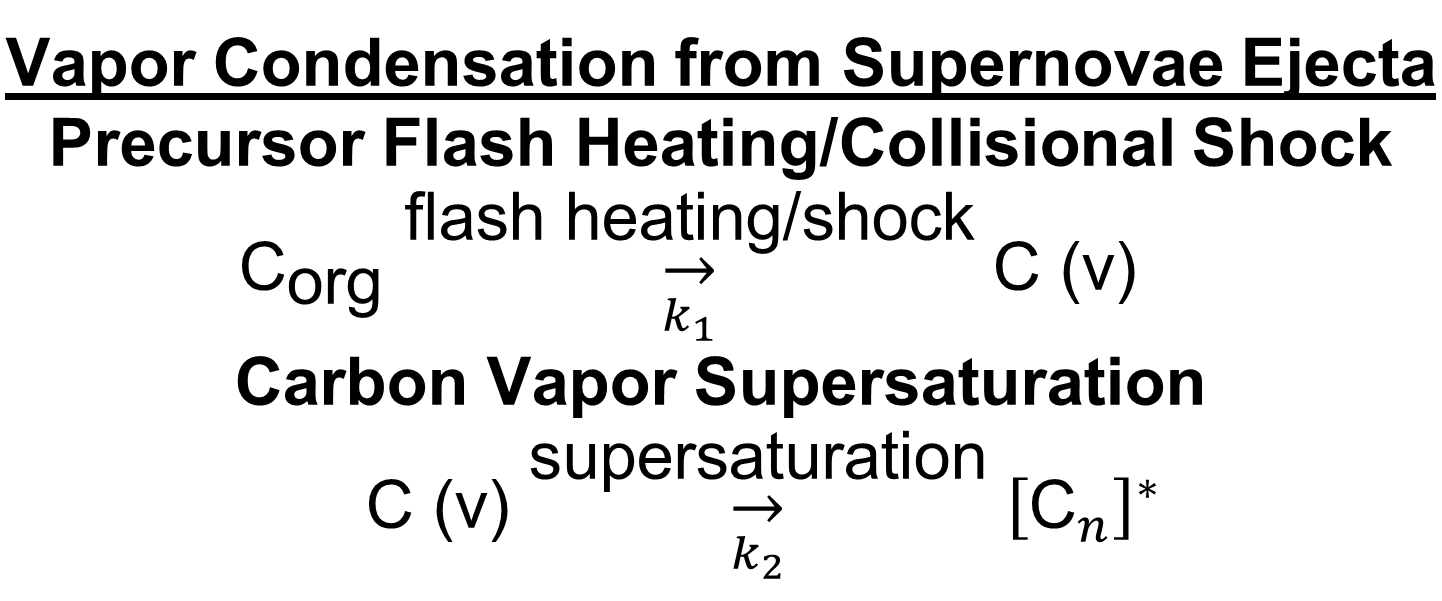 Vapor Condensation from Supernovae Ejecta
Precursor Flash Heating/Collisional Shock
flash heating/shock
C_org → C (v)
k_1
Carbon Vapor Supersaturation
supersaturation
C (v) → [C_n]*
k_2